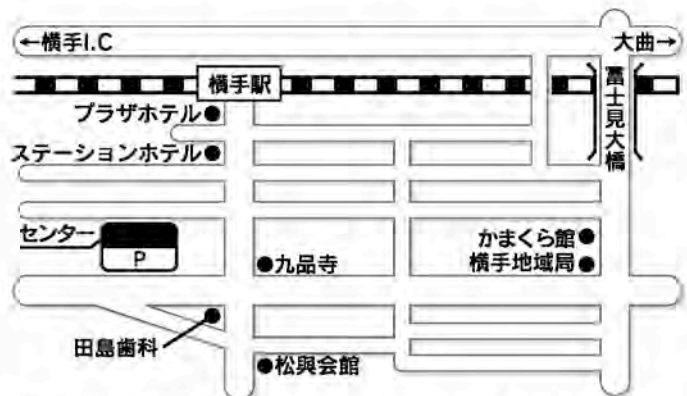 ←横手I.C
大曲→
横手駅
富士見大橋
プラザホテル
ステーションホテル
センター
P
かまくら館
横手地域局
九品寺
田島歯科
松與会館